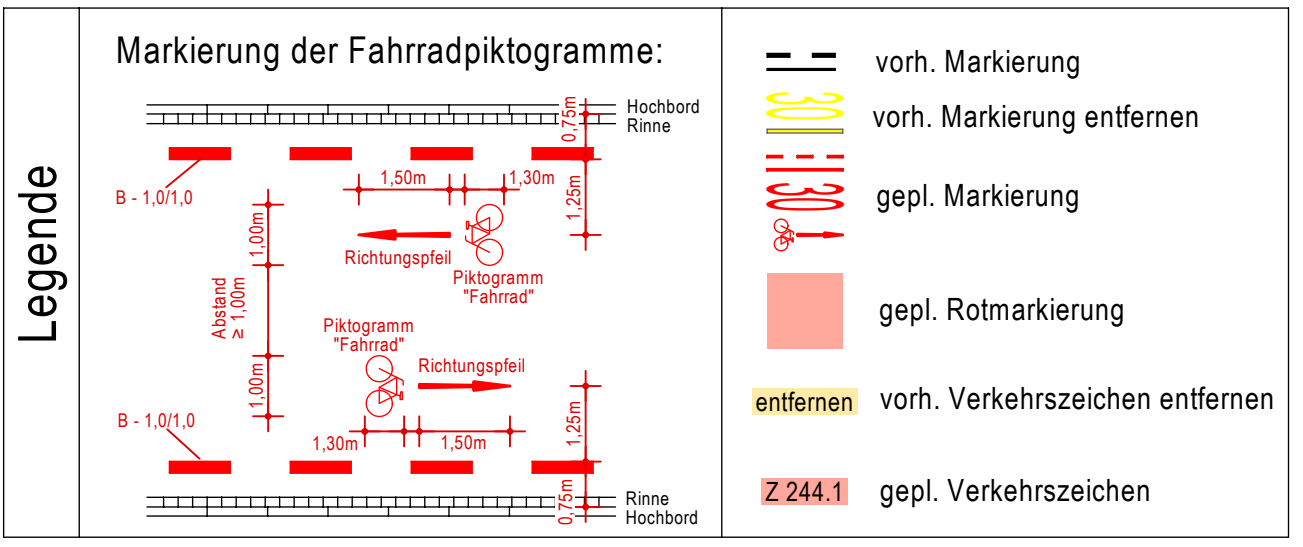 Legende
Markierung der Fahrradpiktogramme:
Hochbord
Rinne
0,75m
B - 1,0/1,0
1,50m
1,30m
1,25m
1,00m
Richtungspfeil
Piktogramm
"Fahrrad"
Abstand
≥ 1,00m
Piktogramm
"Fahrrad"
Richtungspfeil
1,00m
B - 1,0/1,0
1,30m
1,50m
1,25m
0,75m
Rinne
Hochbord
vorh. Markierung
30
vorh. Markierung entfernen
30
gepl. Markierung
gepl. Rotmarkierung
entfernen
vorh. Verkehrszeichen entfernen
Z 244.1
gepl. Verkehrszeichen